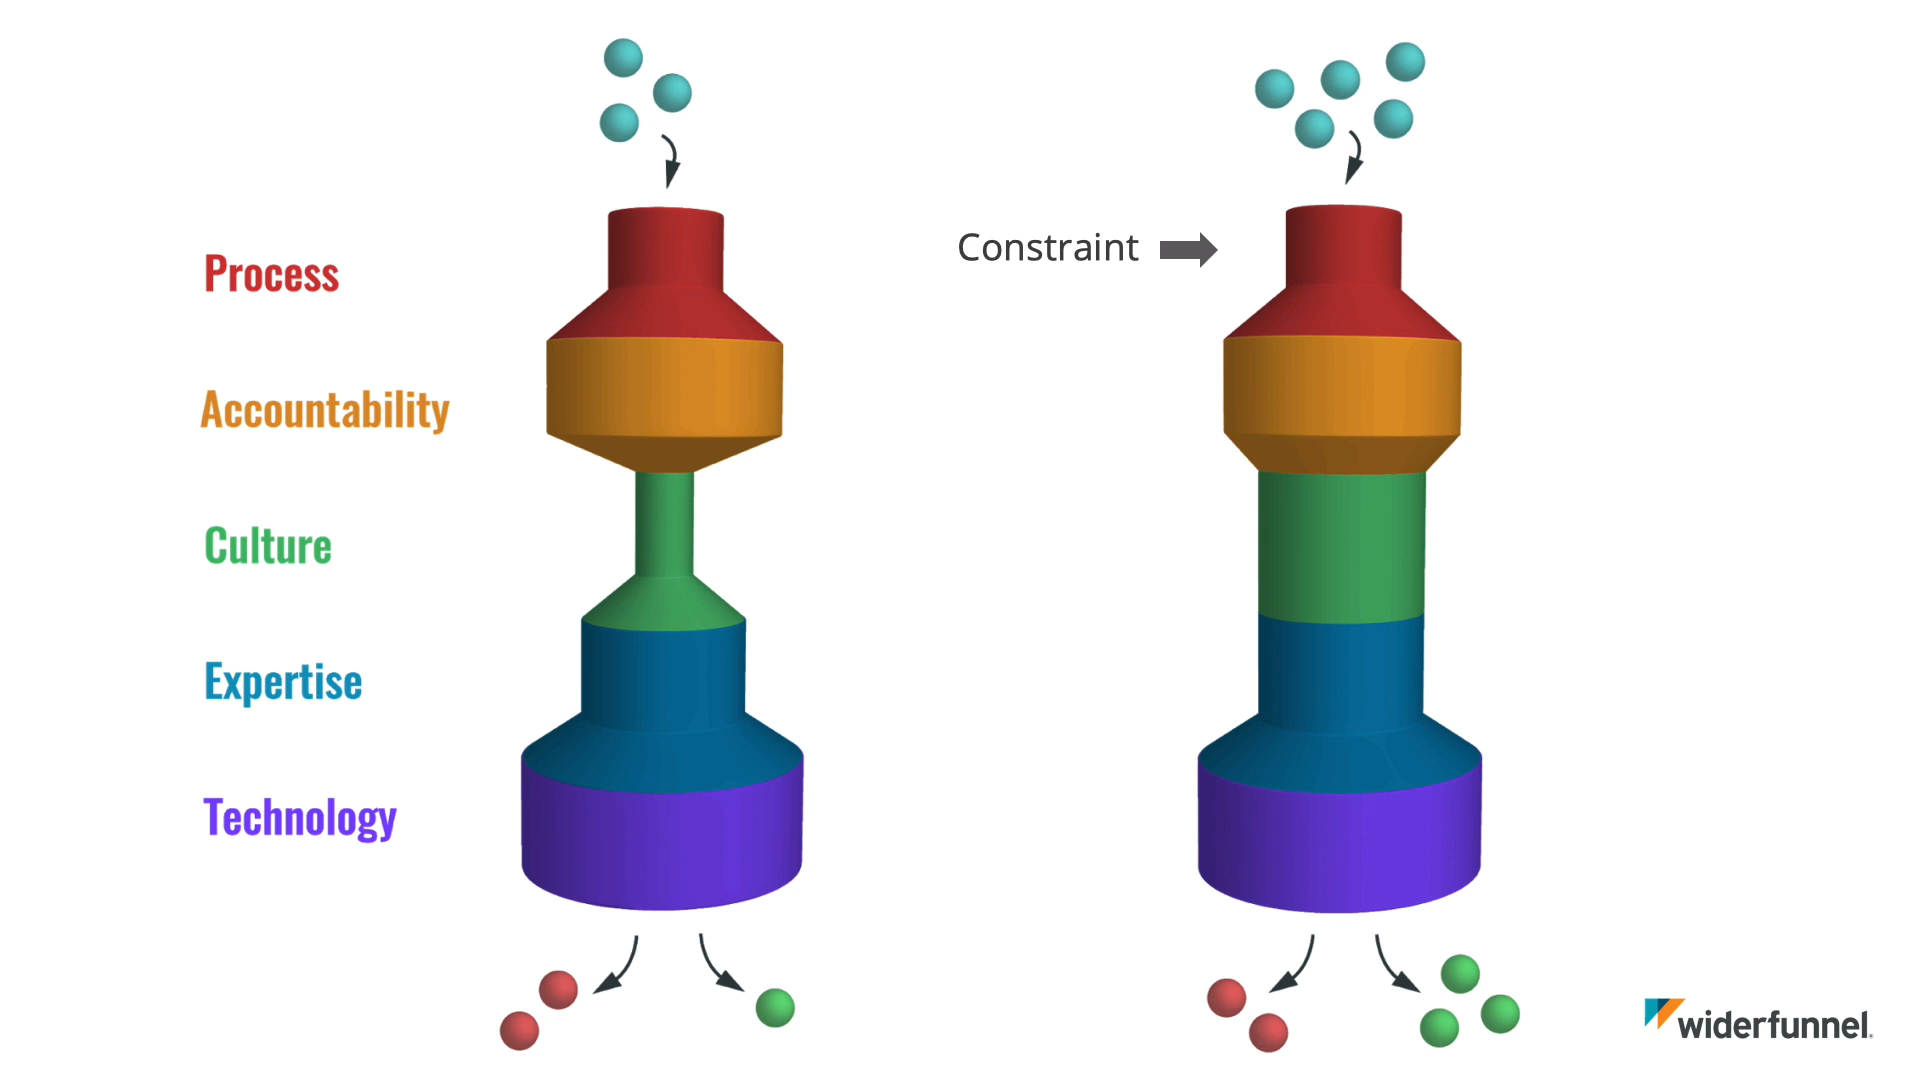 Constraint
Process
Accountability
Culture
Expertise
Technology
widerfunnel